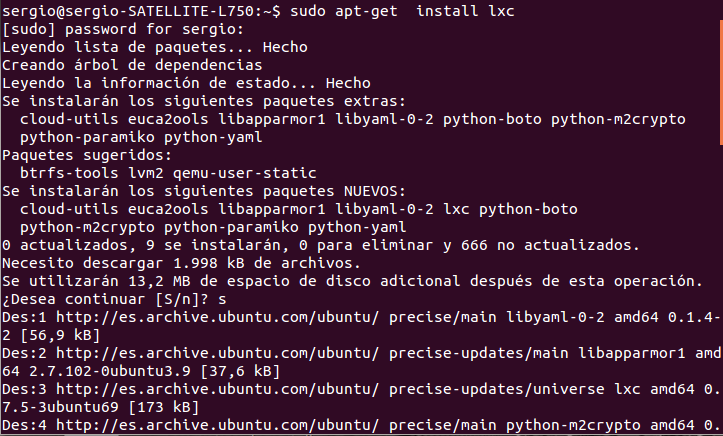 sergio@sergio-SATELLITE-L750:~$ sudo apt-get  install lxc
[sudo] password for sergio:
Leyendo lista de paquetes... Hecho
Creando árbol de dependencias
Leyendo la información de estado... Hecho
Se instalarán los siguientes paquetes extras:
  cloud-utils euca2ools libapparmor1 libyaml-0-2 python-boto python-m2crypto
  python-paramiko python-yaml
Paquetes sugeridos:
  btrfs-tools lvm2 qemu-user-static
Se instalarán los siguientes paquetes NUEVOS:
  cloud-utils euca2ools libapparmor1 libyaml-0-2 lxc python-boto
  python-m2crypto python-paramiko python-yaml
0 actualizados, 9 se instalarán, 0 para eliminar y 666 no actualizados.
Necesito descargar 1.998 kB de archivos.
Se utilizarán 13,2 MB de espacio de disco adicional después de esta operación.
¿Desea continuar [S/n]? s
Des:1 http://es.archive.ubuntu.com/ubuntu/ precise/main libyaml-0-2 amd64 0.1.4-
2 [56,9 kB]
Des:2 http://es.archive.ubuntu.com/ubuntu/ precise-updates/main libapparmor1 amd
64 2.7.102-0ubuntu3.9 [37,6 kB]
Des:3 http://es.archive.ubuntu.com/ubuntu/ precise-updates/universe lxc amd64 0.
7.5-3ubuntu69 [173 kB]
Des:4 http://es.archive.ubuntu.com/ubuntu/ precise/main python-m2crypto amd64 0.